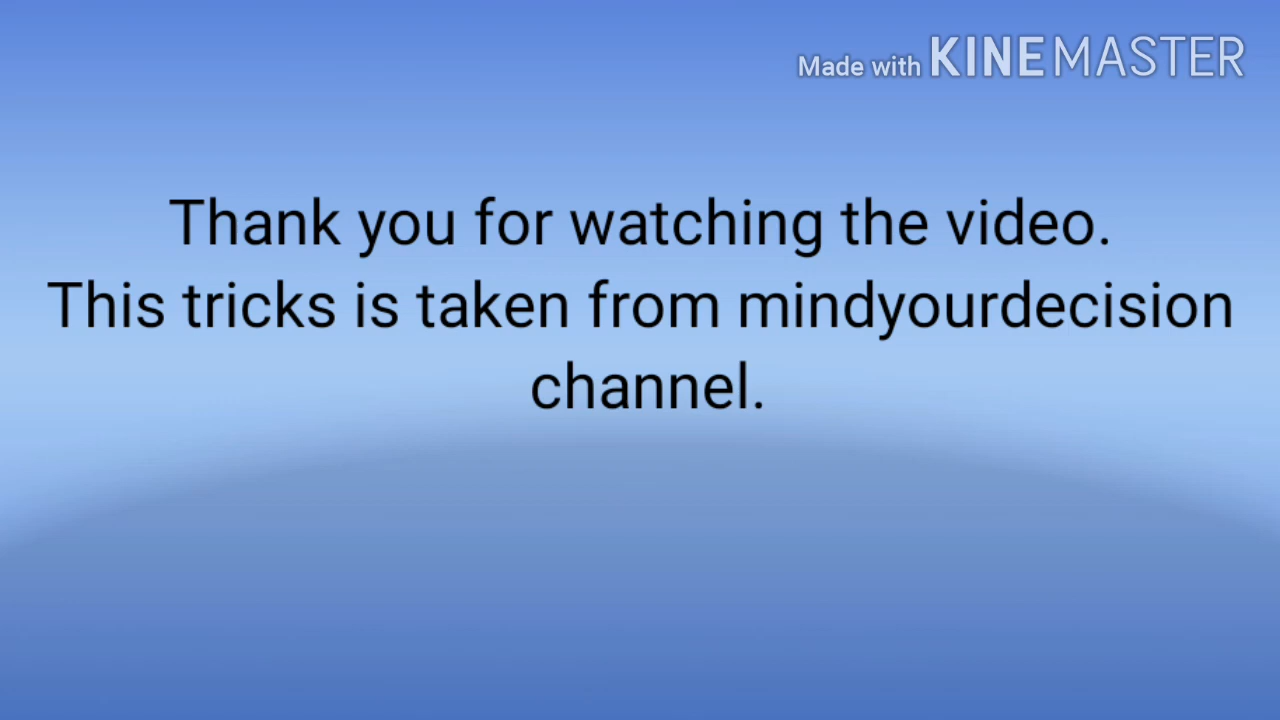 Made with KINEMASTER
Thank you for watching the video.
This tricks is taken from mindyourdecision
channel.